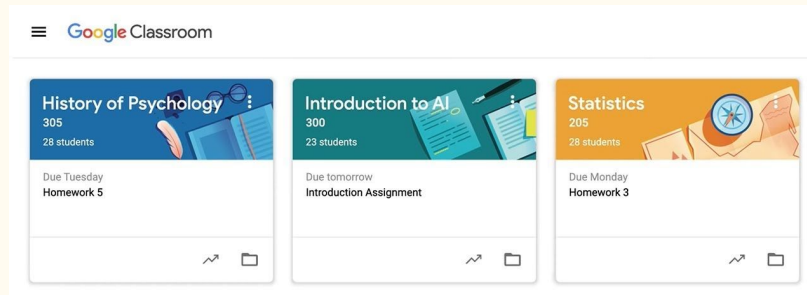 Google Classroom
History of Psychology
305
28 students
Due Tuesday
Homework 5
Introduction to AI
300
23 students
Due tomorrow
Introduction Assignment
Statistics
205
28 students
Due Monday
Homework 3